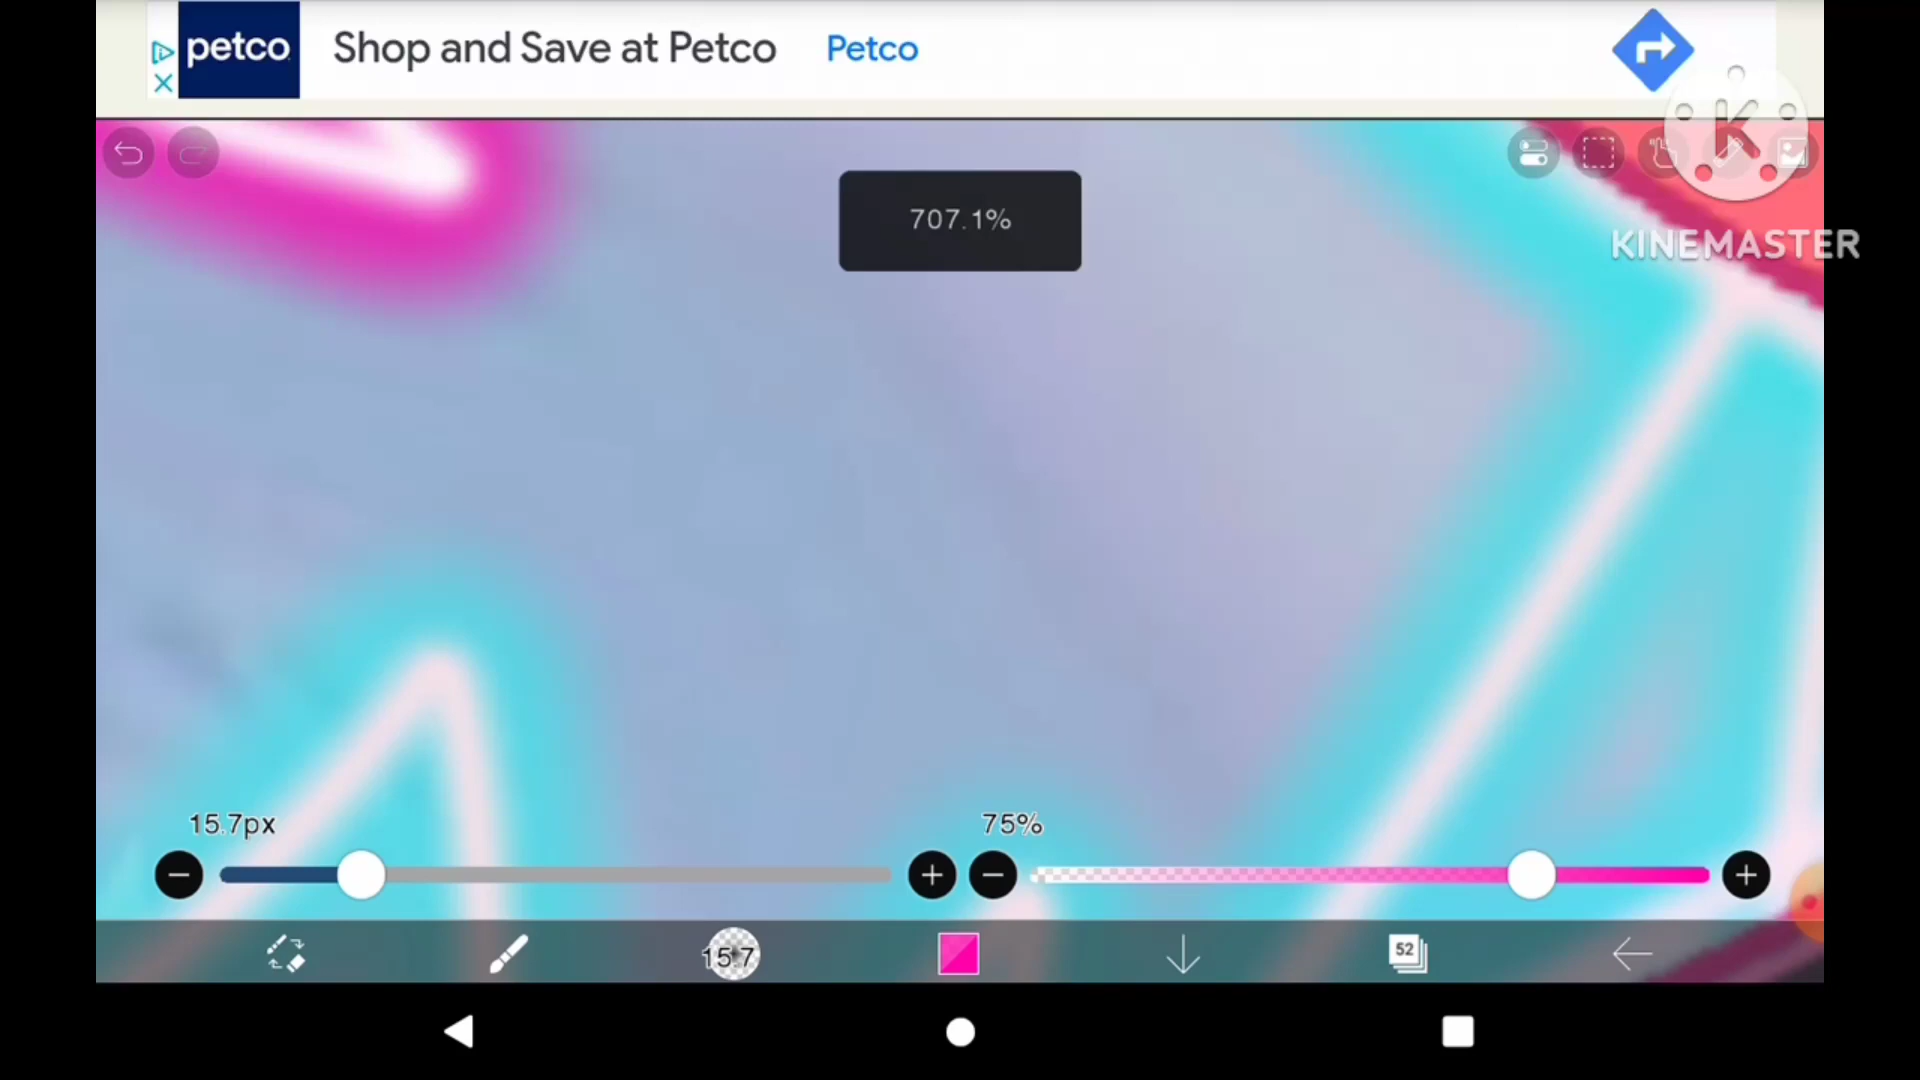 petco
Shop and Save at Petco
Petco
K
KINEMASTER
707.1%
15.7px
75%
15.7
52